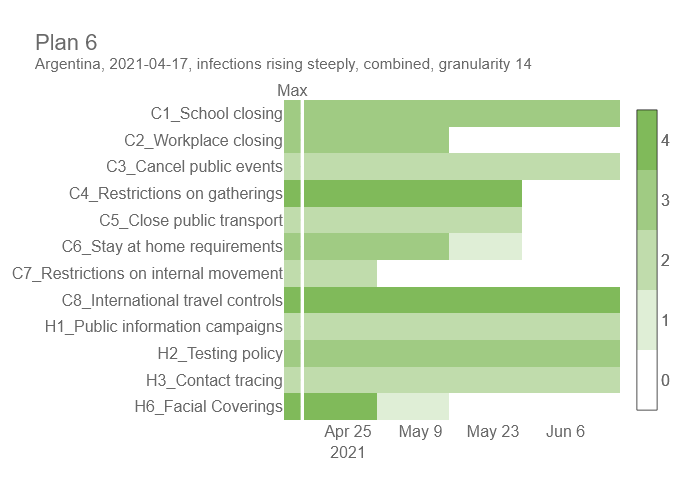 Plan 6
Argentina, 2021-04-17, infections rising steeply, combined, granularity 14
Max
C1_School closing
C2_Workplace closing
C3_Cancel public events
C4_Restrictions on gatherings
C5_Close public transport
C6_Stay at home requirements
C7_Restrictions on internal movement
C8_International travel controls
H1_Public information campaigns
H2_Testing policy
H3_Contact tracing
H6_Facial Coverings
4
3
2
1
0
Apr 25 May 9 May 23 Jun 6
2021